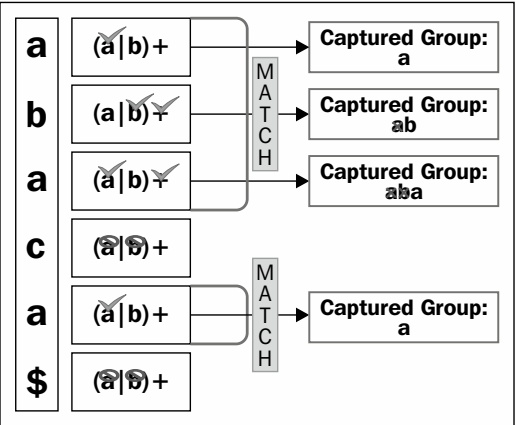 a (a|b)+ Captured Group:
a
b (a|b)+ Captured Group:
ab
a (a|b)+ Captured Group:
aba
MATCH
c (a|b)+
a (a|b)+ Captured Group:
a
MATCH
$ (a|b)+